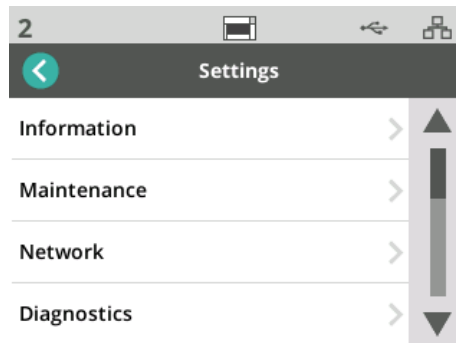 2
Settings
Information
Maintenance
Network
Diagnostics